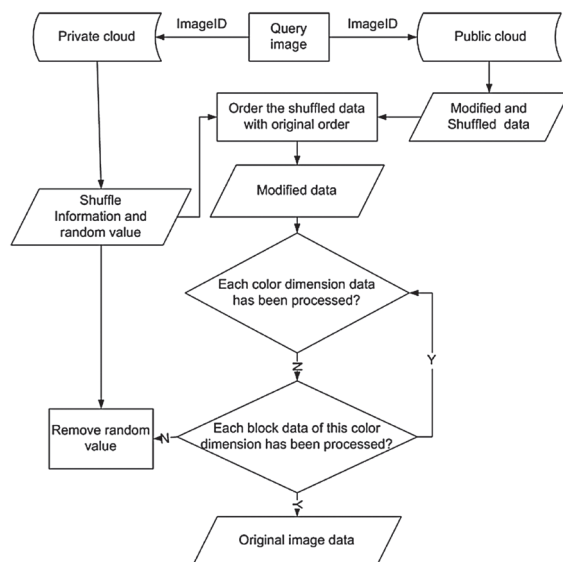 Private cloud
ImageID
Query
image
ImageID
Public cloud
Order the shuffled data
with original order
Modified and
Shuffled data
Shuffle
Information and
random value
Modified data
Each color dimension data
has been processed?
N
Y
Remove random
value
N
Each block data of this color
dimension has been processed?
Y
Original image data